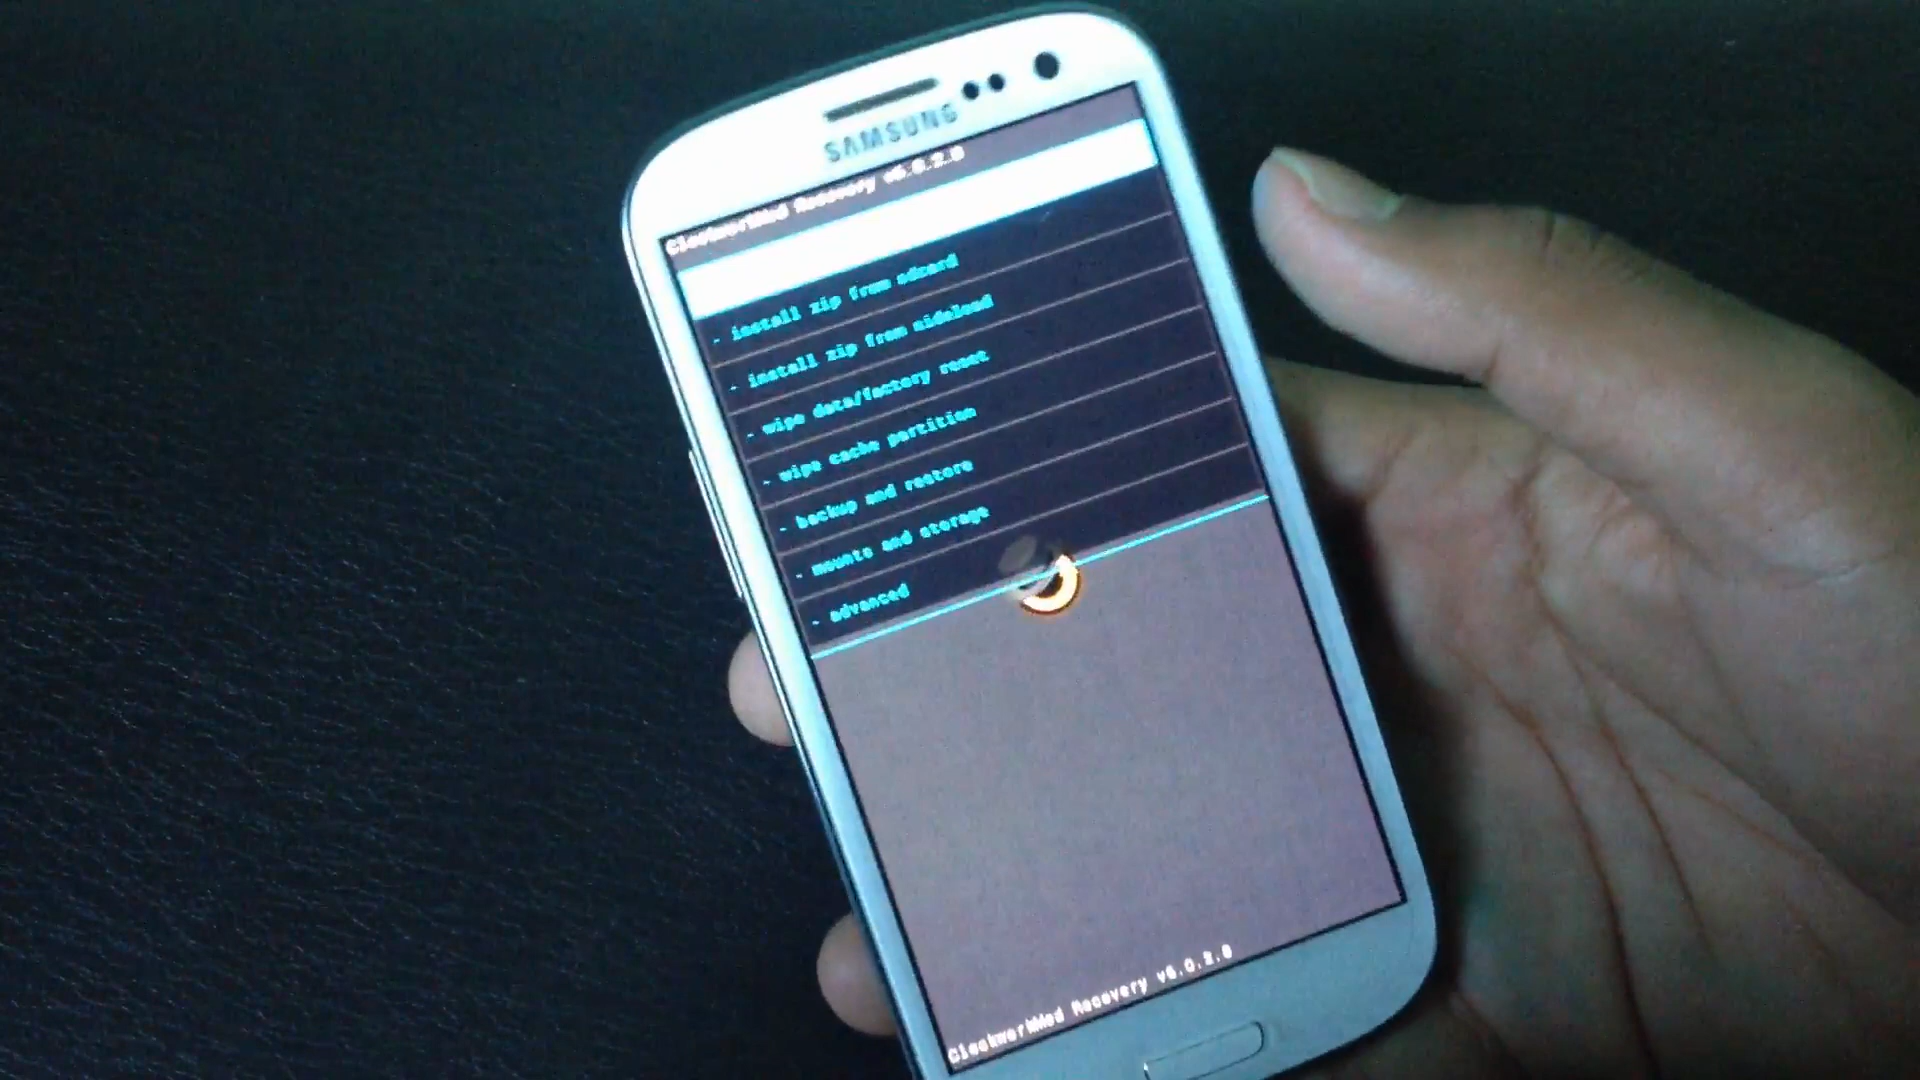 SAMSUNG
ClockworkMod Recovery v6.0.2.8
- install zip from sdcard
- install zip from sideload
- wipe data/factory reset
- wipe cache partition
- backup and restore
- mounts and storage
- advanced
ClockworkMod Recovery v6.0.2.8